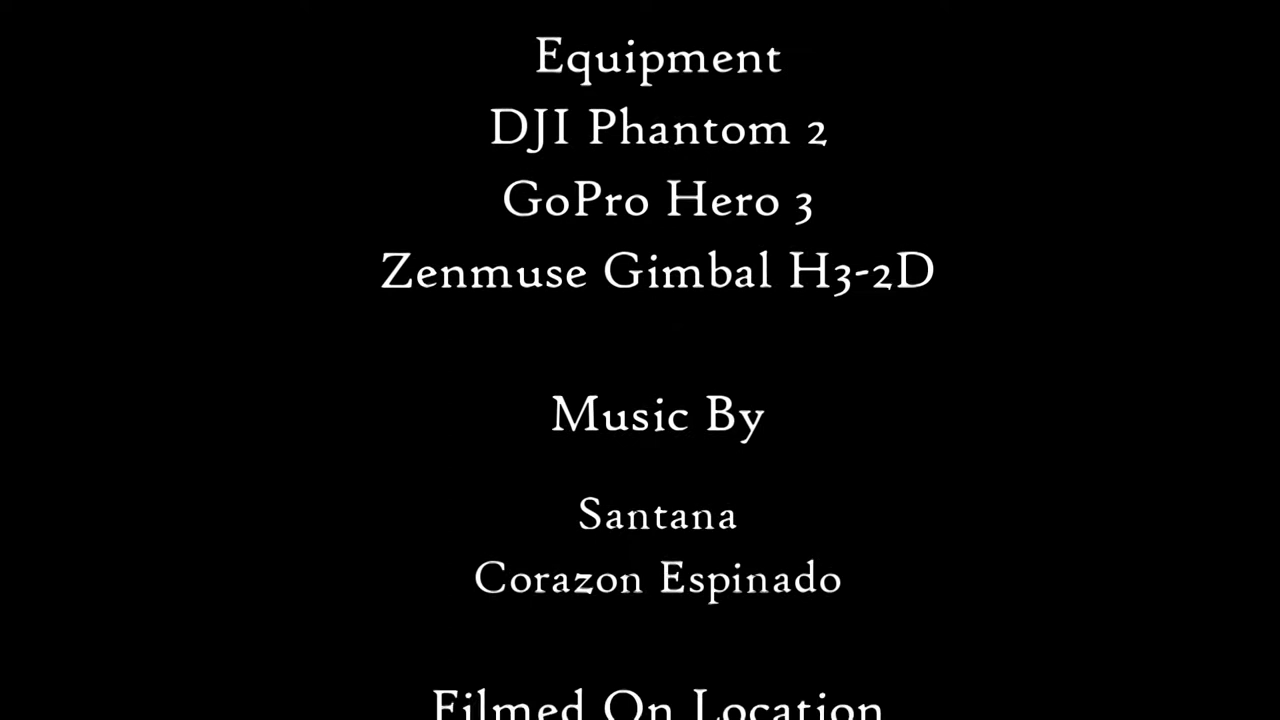 Equipment
DJI Phantom 2
GoPro Hero 3
Zenmuse Gimbal H3-2D
Music By
Santana
Corazon Espinado
Filmed On Location